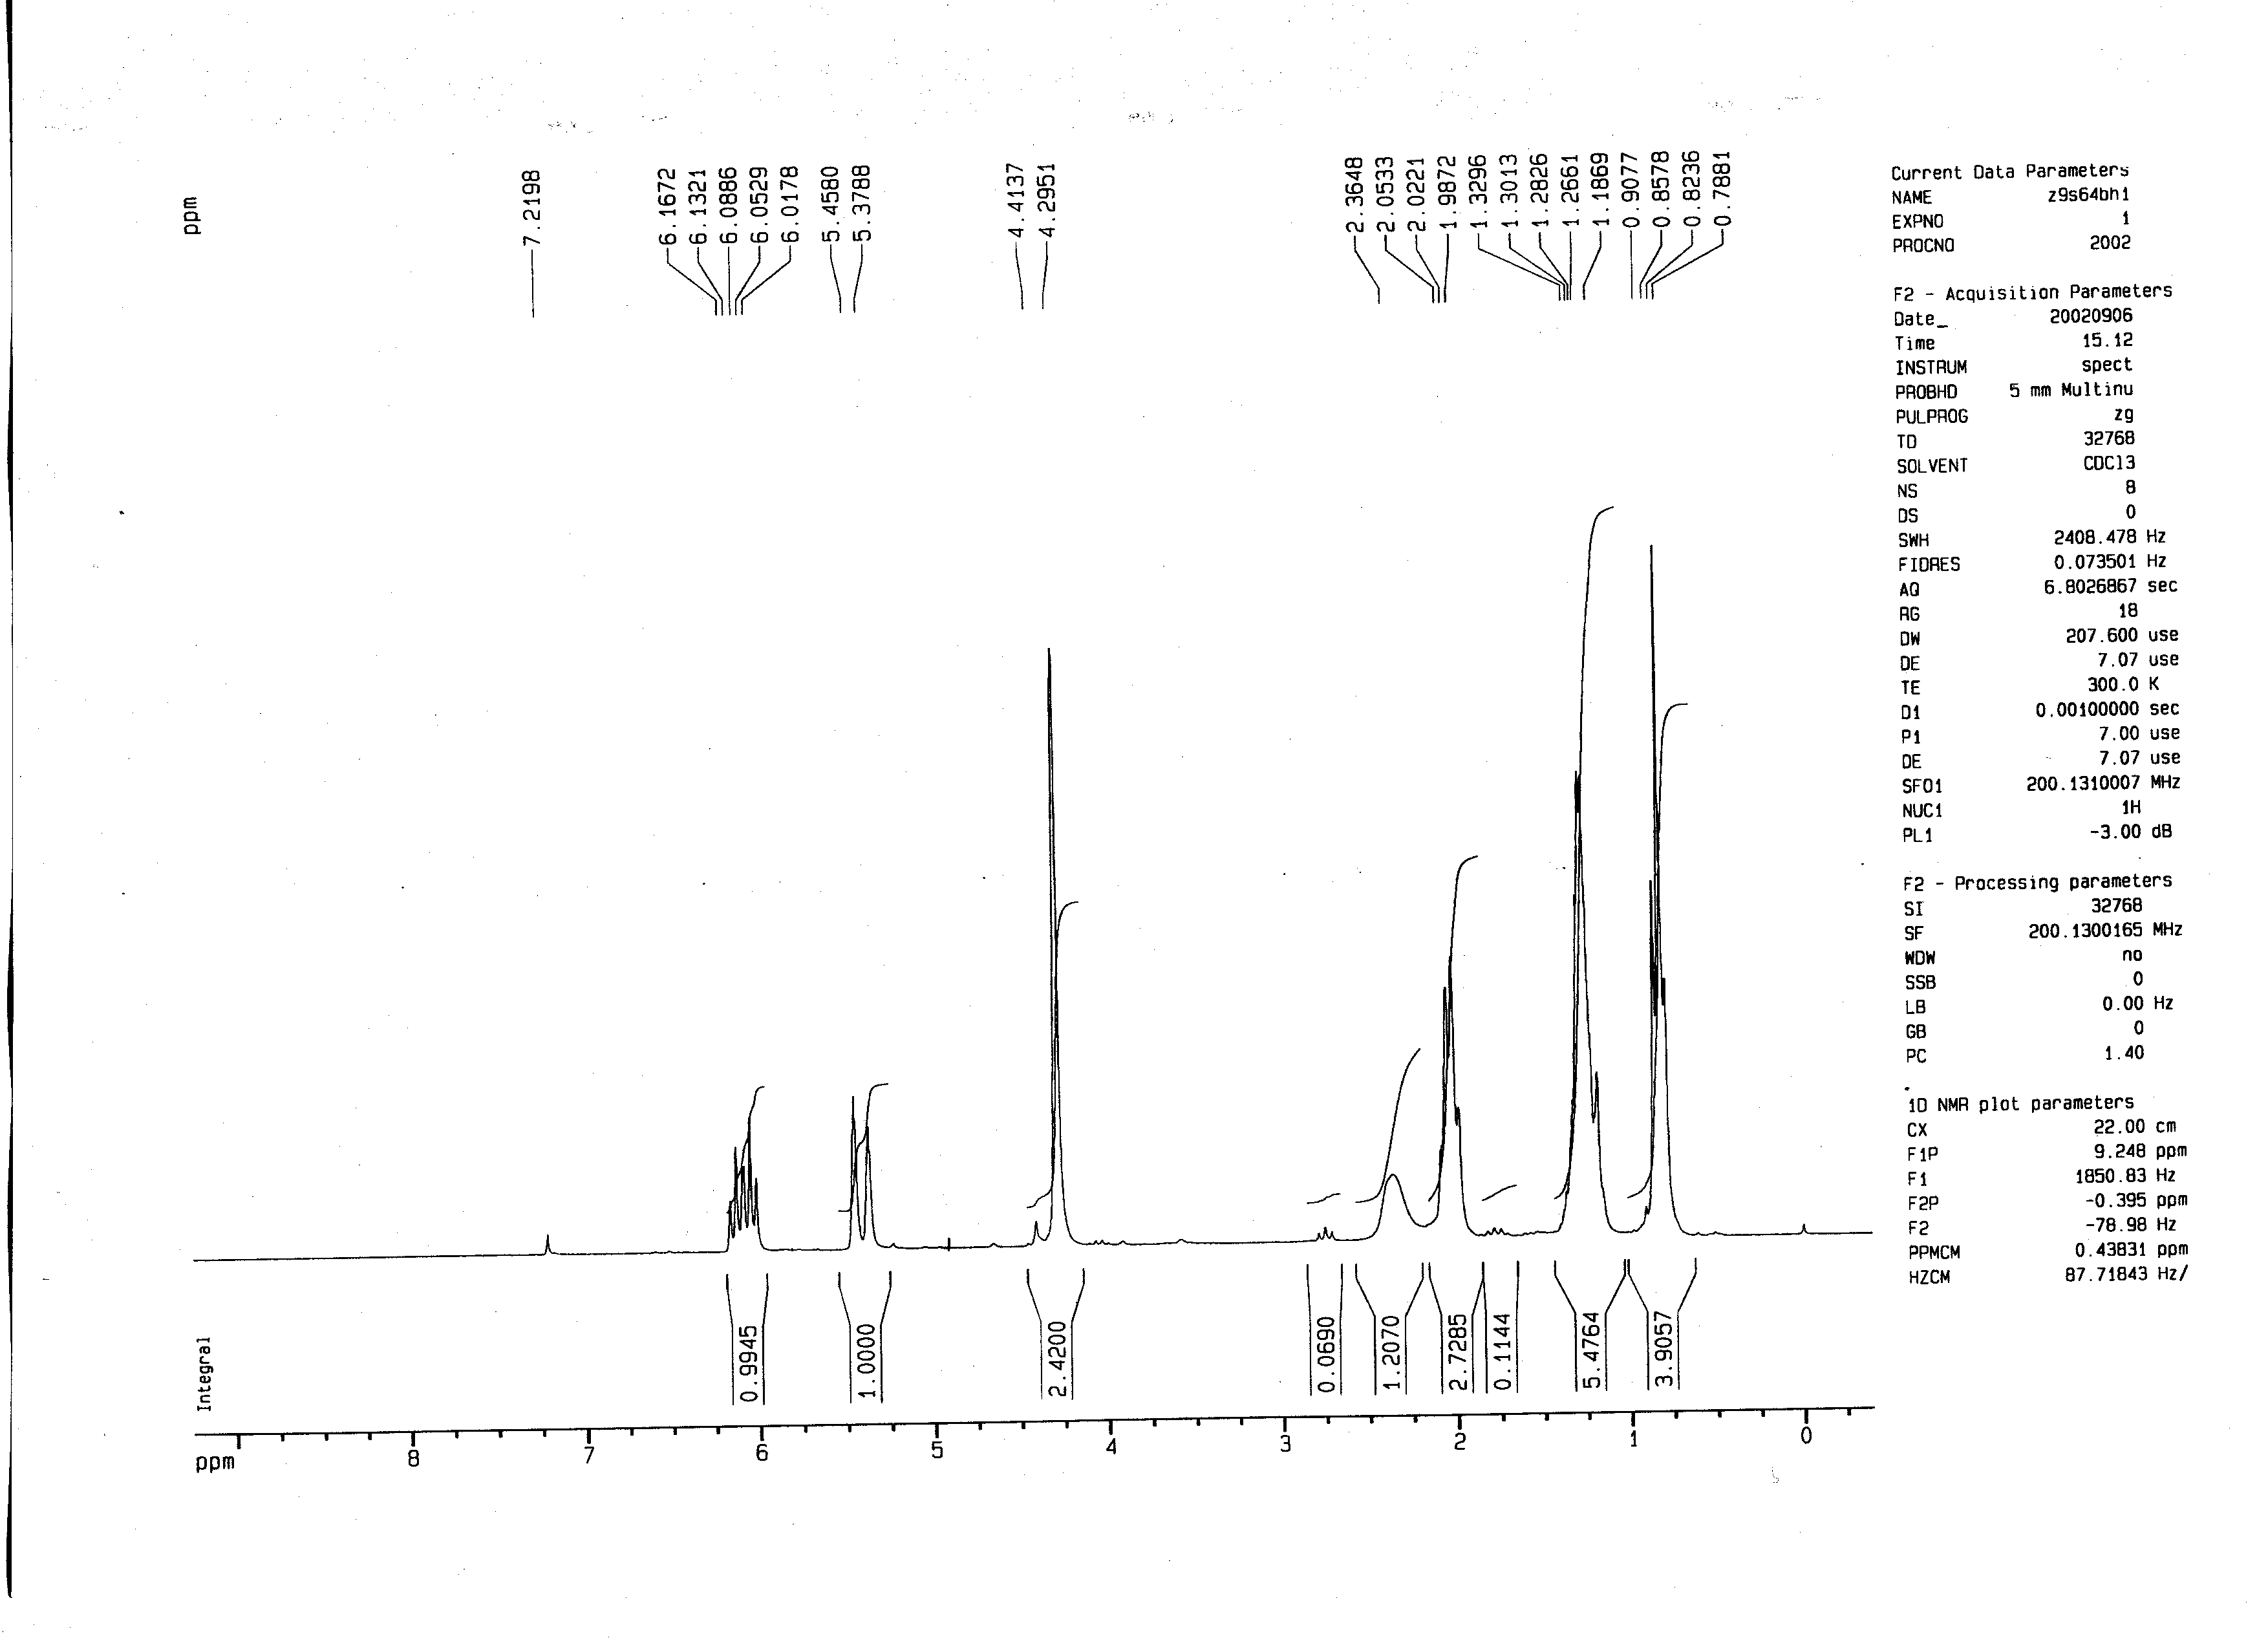 ppm
7.2198
6.1672
6.1321
6.0886
6.0529
6.0178
5.4580
5.3788
4.4137
4.2951
2.3648
2.0533
2.0221
1.9872
1.3296
1.3013
1.2826
1.2661
1.1869
0.9077
0.8578
0.8236
0.7881
Current Data Parameters
NAME z9s64bh1
EXPNO 1
PROCNO 2002
F2 - Acquisition Parameters
Date_ 20020906
Time 15.12
INSTRUM spect
PROBHD 5 mm Multinu
PULPROG zg
TD 32768
SOLVENT CDCl3
NS 8
DS 0
SWH 2408.478 Hz
FIDRES 0.073501 Hz
AQ 6.8026867 sec
RG 18
DW 207.600 use
DE 7.07 use
TE 300.0 K
D1 0.00100000 sec
P1 7.00 use
DE 7.07 use
SFO1 200.1310007 MHz
NUC1 1H
PL1 -3.00 dB
F2 - Processing parameters
SI 32768
SF 200.1300165 MHz
WDW no
SSB 0
LB 0.00 Hz
GB 0
PC 1.40
1D NMR plot parameters
CX 22.00 cm
F1P 9.248 ppm
F1 1850.83 Hz
F2P -0.395 ppm
F2 -78.98 Hz
PPMCM 0.43831 ppm
HZCM 87.71843 Hz/
Integral
0.9945
1.0000
2.4200
0.0690
1.2070
2.7285
0.1144
5.4764
3.9057
ppm 8 7 6 5 4 3 2 1 0